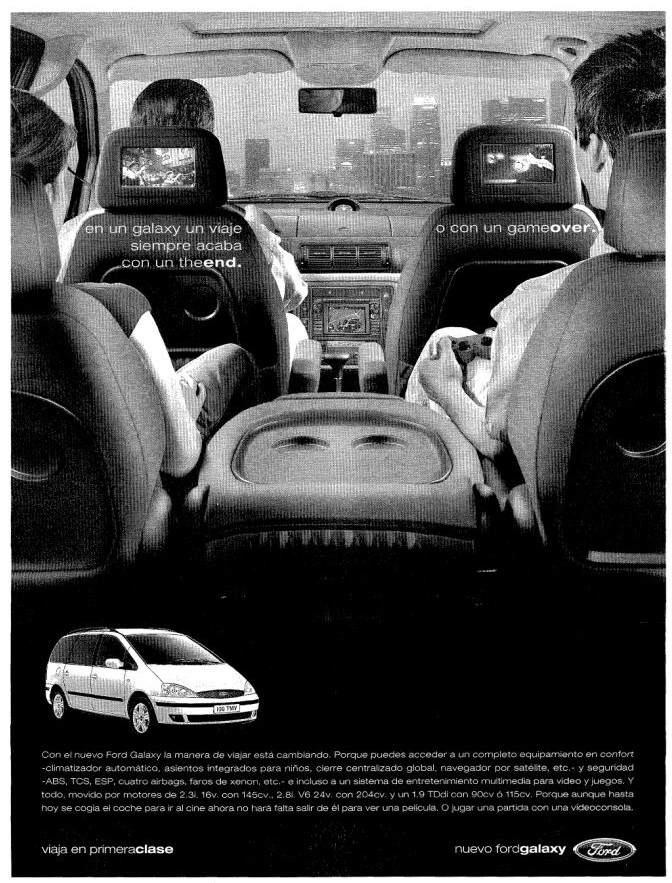 en un galaxy un viaje
siempre acaba
con un theend.
o con un gameover.
100 TMV
Con el nuevo Ford Galaxy la manera de viajar está cambiando. Porque puedes acceder a un completo equipamiento en confort
-climatizador automático, asientos integrados para niños, cierre centralizado global, navegador por satélite, etc.- y seguridad
-ABS, TCS, ESP, cuatro airbags, faros de xenon, etc.- e incluso a un sistema de entretenimiento multimedia para video y juegos. Y
todo, movido por motores de 2.3i. 16v. con 145cv., 2.8i. V6 24v. con 204cv. y un 1.9 TDdi con 90cv ó 115cv. Porque aunque hasta
hoy se cogía el coche para ir al cine ahora no hará falta salir de él para ver una película. O jugar una partida con una videoconsola.
viaja en primeraclase
nuevo fordgalaxy
Ford